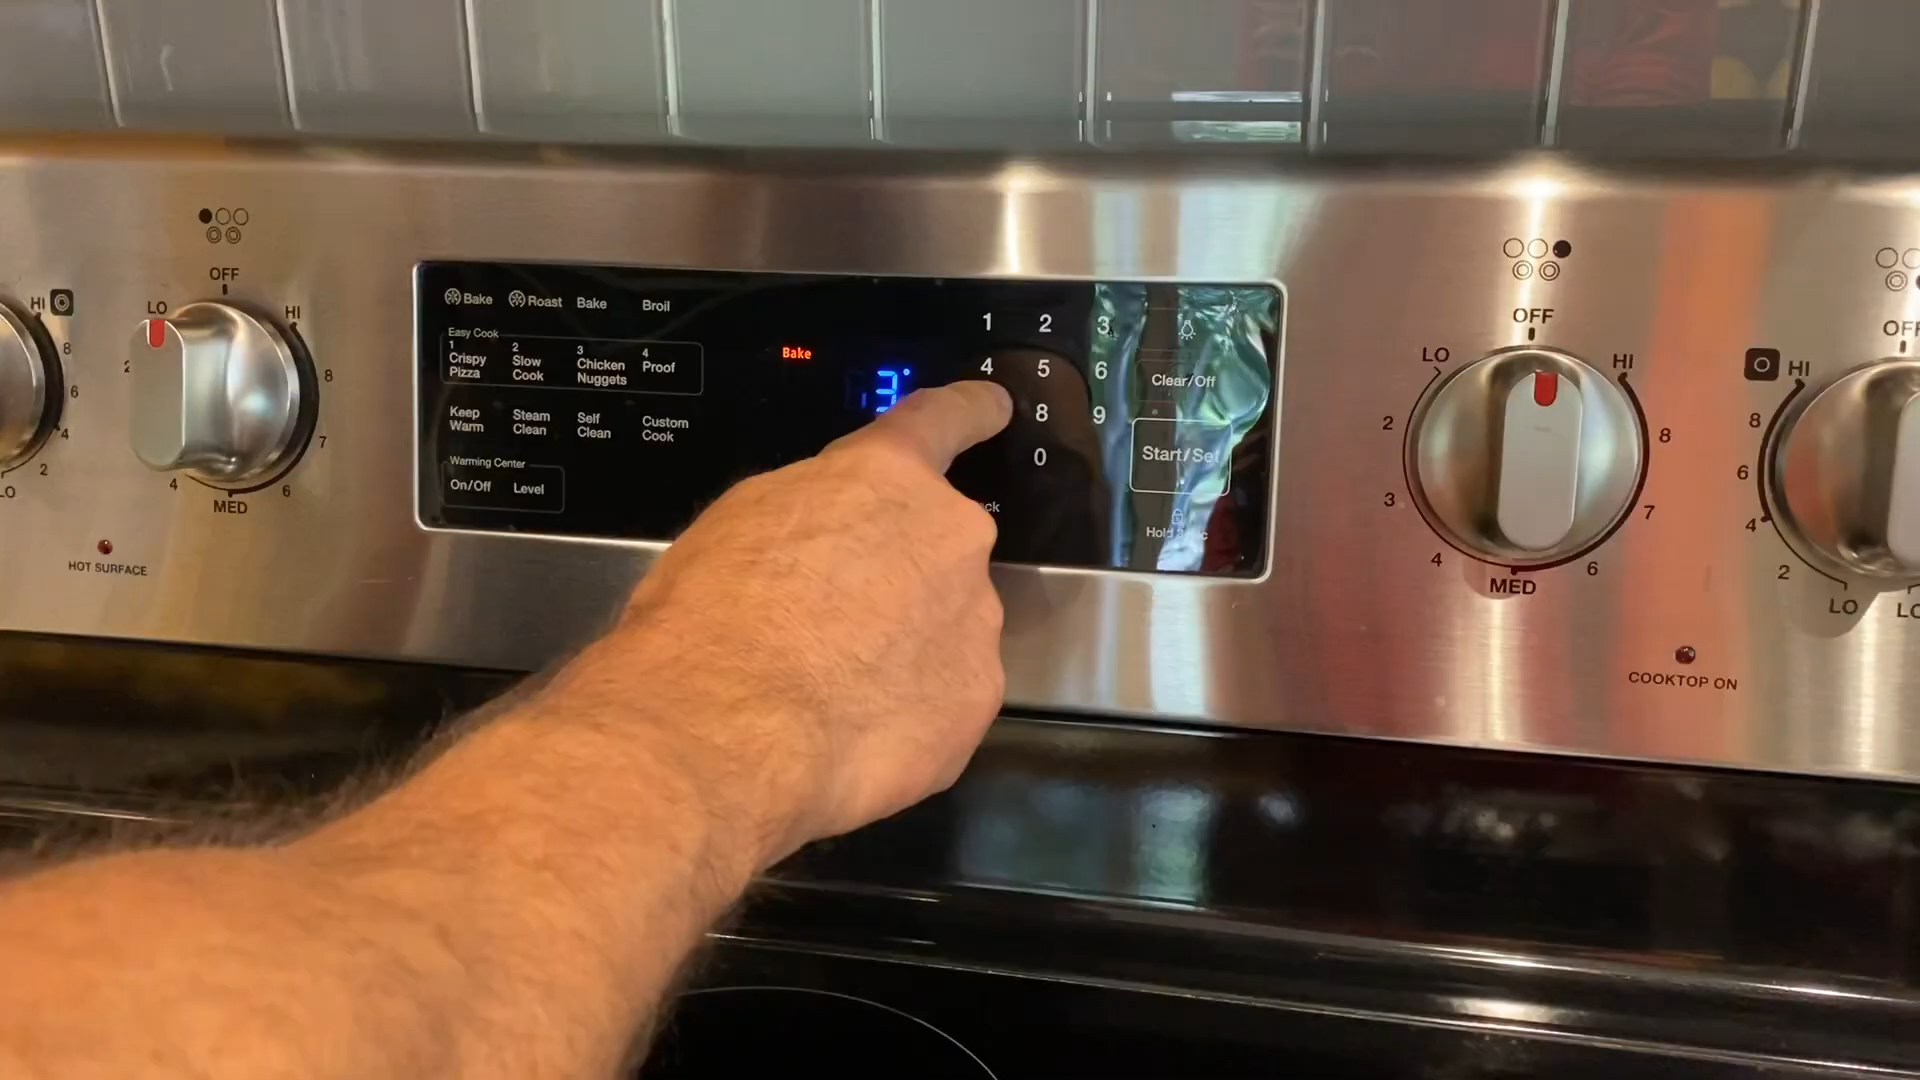 HI
8
6
4
2
LO
OFF
LO
HI
2
8
7
4
6
MED
HOT SURFACE
Bake Roast Bake Broil
Easy Cook
1 2 3 4
Crispy Pizza
Slow Cook
Chicken Nuggets
Proof
Keep Warm
Steam Clean
Self Clean
Custom Cook
Warming Center
On/Off Level
Bake
3°
1 2 3
4 5 6
8 9
0
Clear/Off
Start/Set
OFF
LO
HI
2
8
3
7
4
6
MED
COOKTOP ON
HI
8
6
4
2
LO